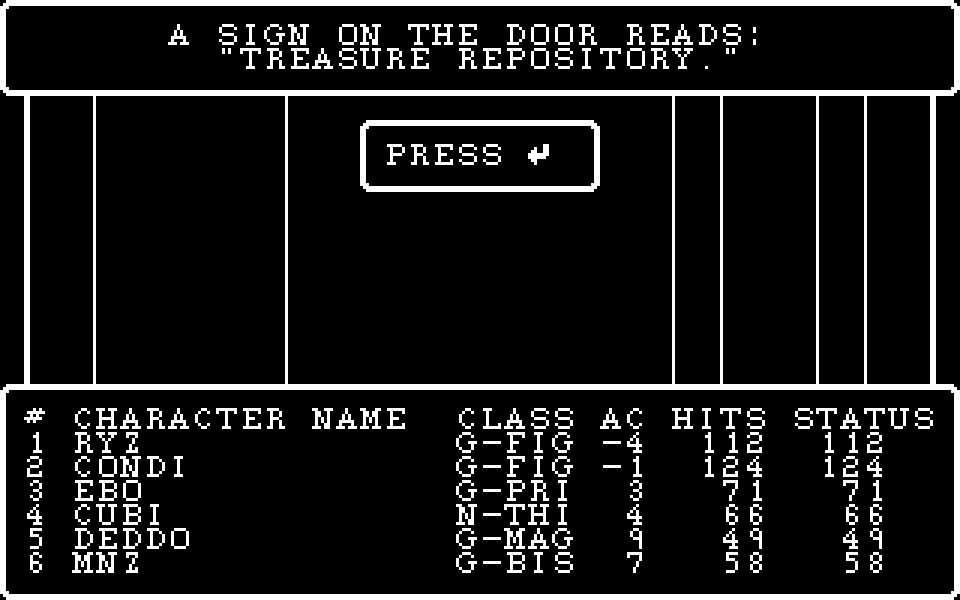 A SIGN ON THE DOOR READS:
"TREASURE REPOSITORY."
PRESS ↵
# CHARACTER NAME CLASS AC HITS STATUS
1 RYZ G-FIG -4 112 112
2 CONDI G-FIG -1 124 124
3 EBO G-PRI 3 71 71
4 CUBI N-THI 4 66 66
5 DEDDO G-MAG 9 49 49
6 MNZ G-BIS 7 58 58